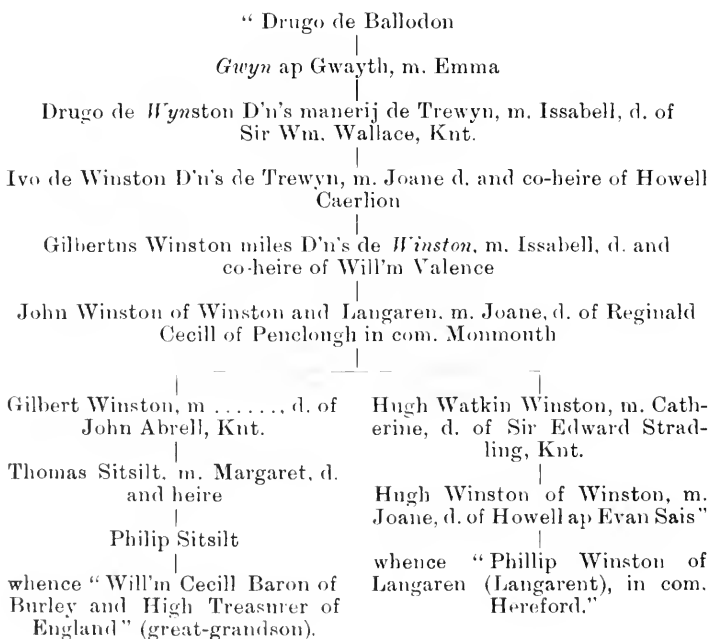 “ Drugo de Ballodon
Gwyn ap Gwayth, m. Emma
Drugo de Wynston D'n's manerij de Trewyn, m. Issabell, d. of
Sir Wm. Wallace, Knt.
Ivo de Winston D'n's de Trewyn, m. Joane d. and co-heire of Howell
Caerlion
Gilbertus Winston miles D'n's de Winston, m. Issabell, d. and
co-heire of Will'm Valence
John Winston of Winston and Langaren, m. Joane, d. of Reginald
Cecill of Penclough in com. Monmouth
Gilbert Winston, m ......, d. of
John Abrell, Knt.
Thomas Sitsilt, m. Margaret, d.
and heire
Philip Sitsilt
whence “ Will'm Cecill Baron of
Burley and High Treasurer of
England” (great-grandson).
Hugh Watkin Winston, m. Cath-
erine, d. of Sir Edward Strad-
ling, Knt.
Hugh Winston of Winston, m.
Joane, d. of Howell ap Evan Sais”
whence “Phillip Winston of
Langaren (Langarent), in com.
Hereford.”